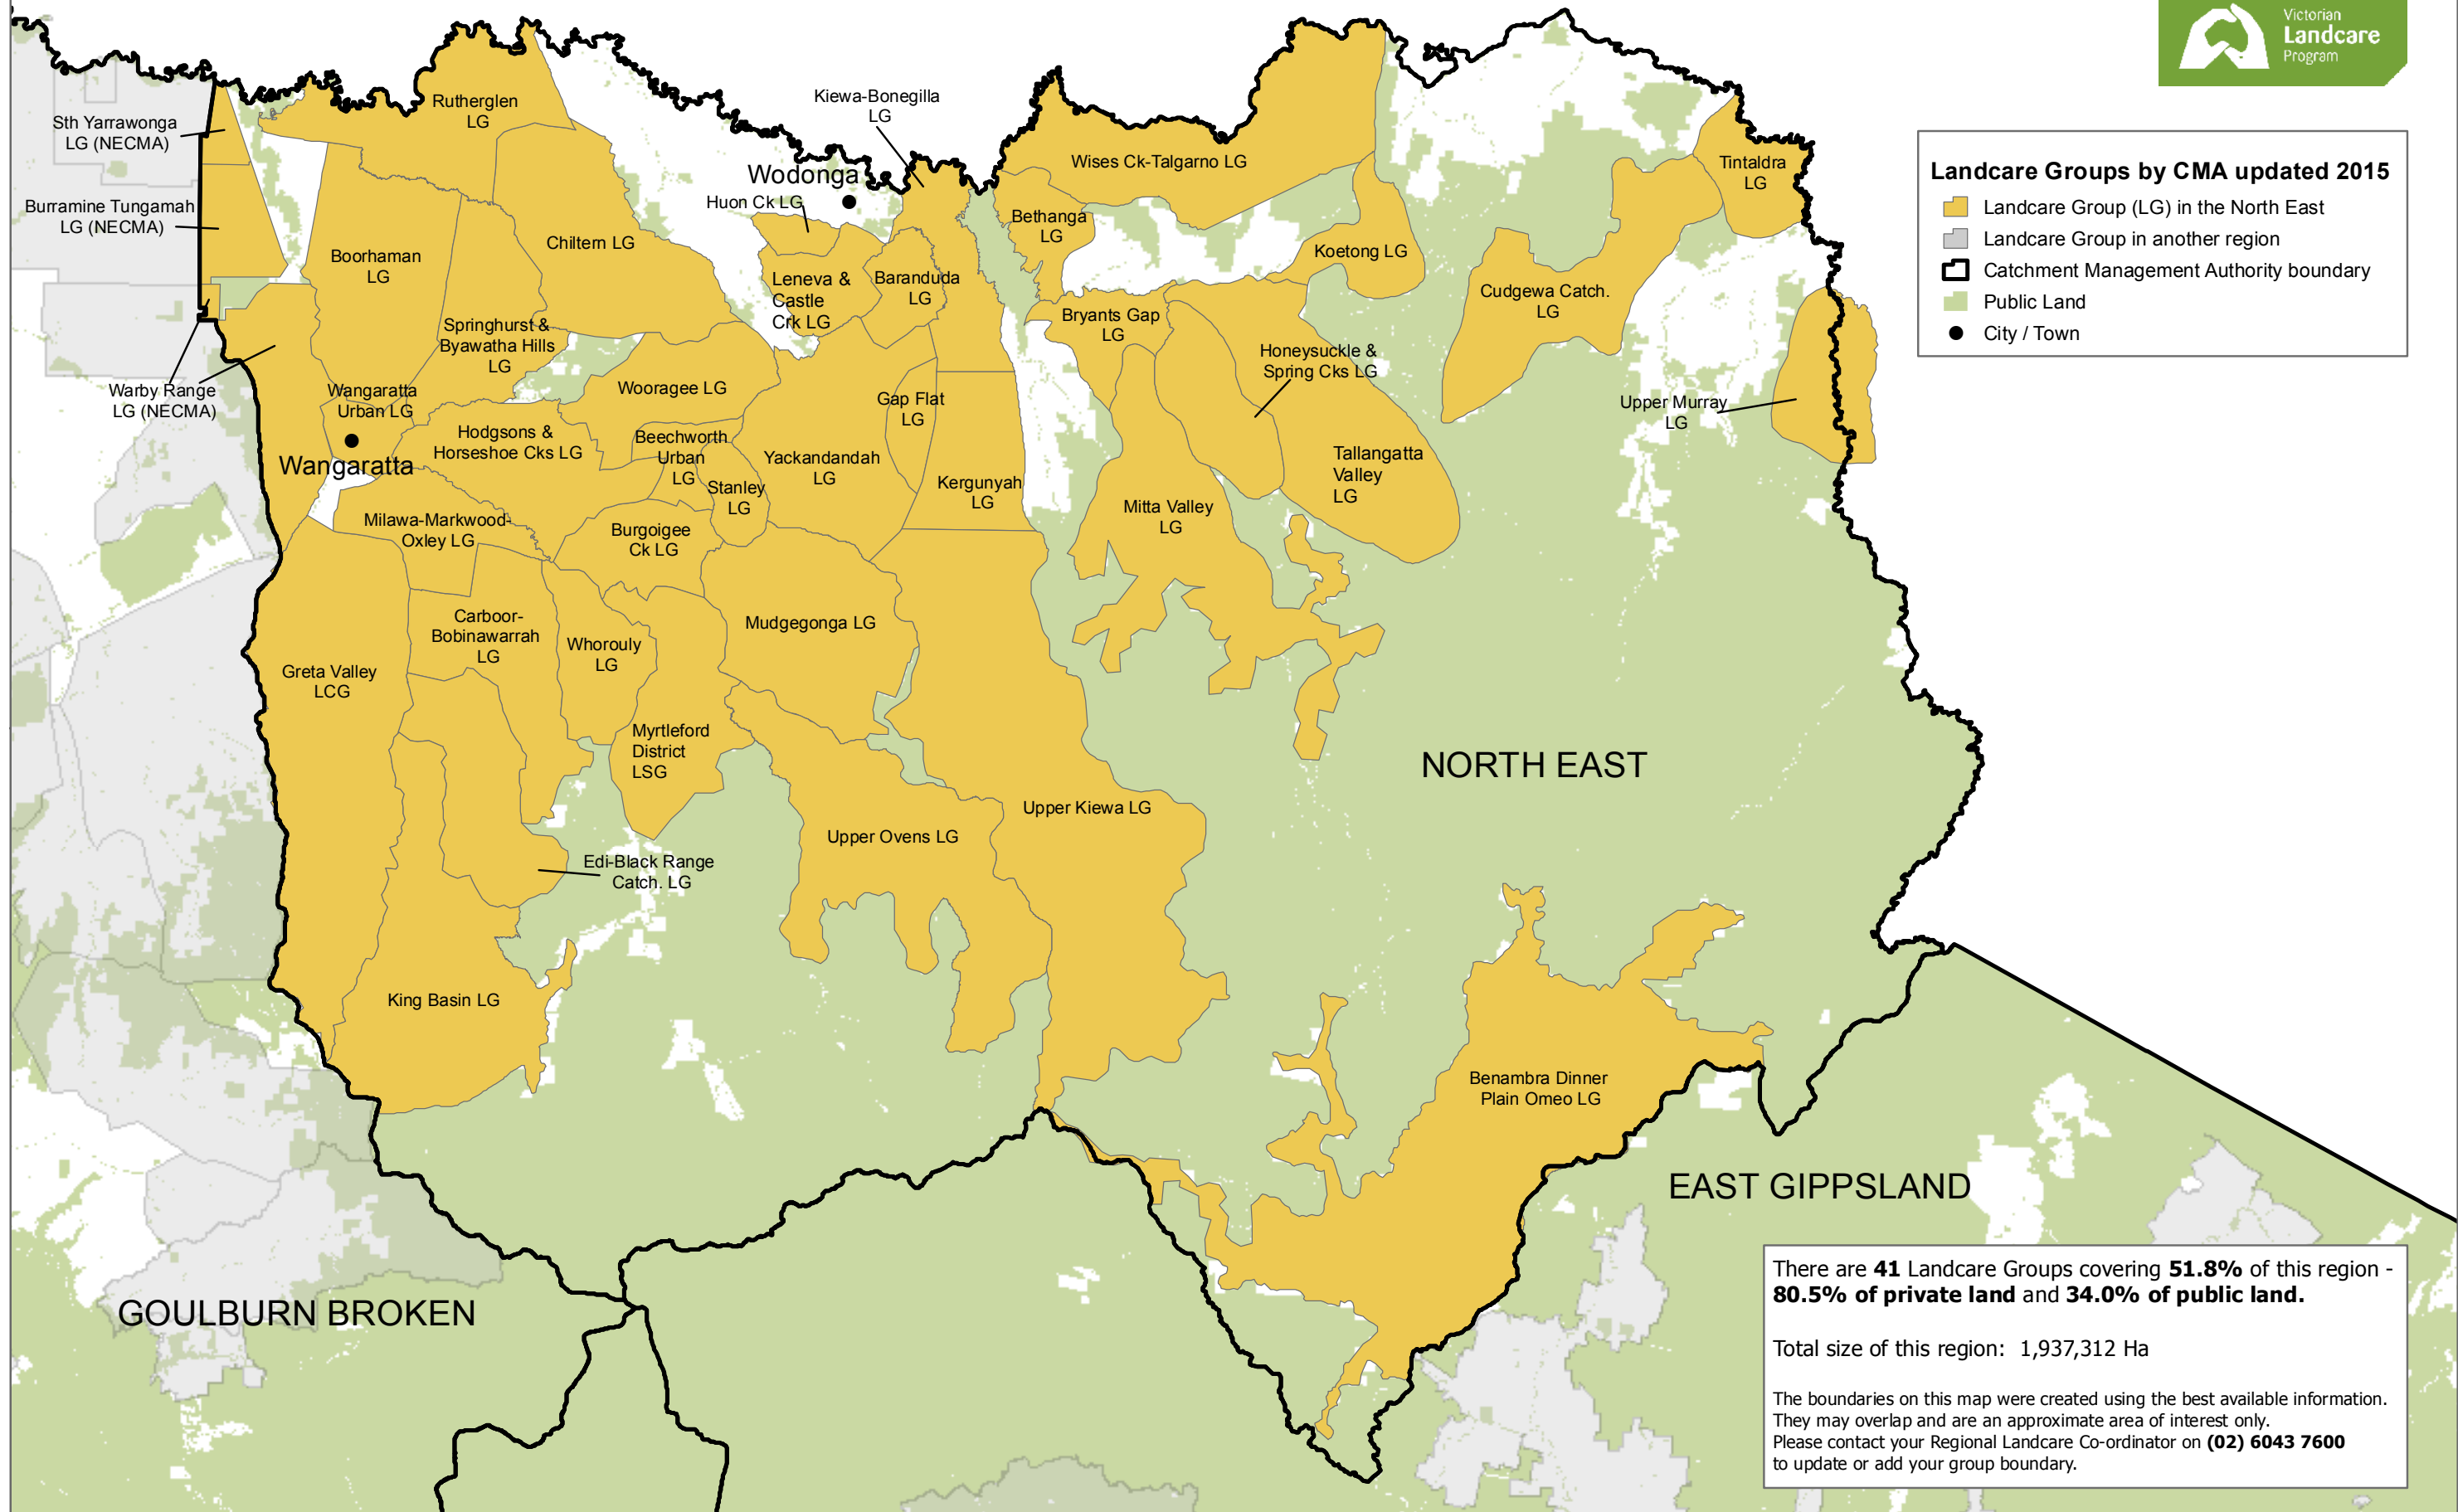 Victorian
Landcare
Program
Landcare Groups by CMA updated 2015
Landcare Group (LG) in the North East
Landcare Group in another region
Catchment Management Authority boundary
Public Land
City / Town
Sth Yarrawonga
LG (NECMA)
Burramine Tungamah
LG (NECMA)
Warby Range
LG (NECMA)
Rutherglen
LG
Kiewa-Bonegilla
LG
Wodonga
Huon Ck LG
Wises Ck-Talgarno LG
Tintaldra
LG
Boorhaman
LG
Chiltern LG
Bethanga
LG
Koetong LG
Leneva &
Castle
Crk LG
Baranduda
LG
Cudgewa Catch.
LG
Springhurst &
Byawatha Hills
LG
Bryants Gap
LG
Honeysuckle &
Spring Cks LG
Wangaratta
Urban LG
Wooragee LG
Gap Flat
LG
Upper Murray
LG
Wangaratta
Hodgsons &
Horseshoe Cks LG
Beechworth
Urban
LG
Stanley
LG
Yackandandah
LG
Kergunyah
LG
Tallangatta
Valley
LG
Mitta Valley
LG
Milawa-Markwood-
Oxley LG
Burgoigee
Ck LG
Carboor-
Bobinawarrah
LG
Whorouly
LG
Mudgegonga LG
Greta Valley
LCG
Myrtleford
District
LSG
NORTH EAST
Upper Kiewa LG
Upper Ovens LG
Edi-Black Range
Catch. LG
King Basin LG
Benambra Dinner
Plain Omeo LG
EAST GIPPSLAND
GOULBURN BROKEN
There are 41 Landcare Groups covering 51.8% of this region -
80.5% of private land and 34.0% of public land.
Total size of this region: 1,937,312 Ha
The boundaries on this map were created using the best available information.
They may overlap and are an approximate area of interest only.
Please contact your Regional Landcare Co-ordinator on (02) 6043 7600
to update or add your group boundary.